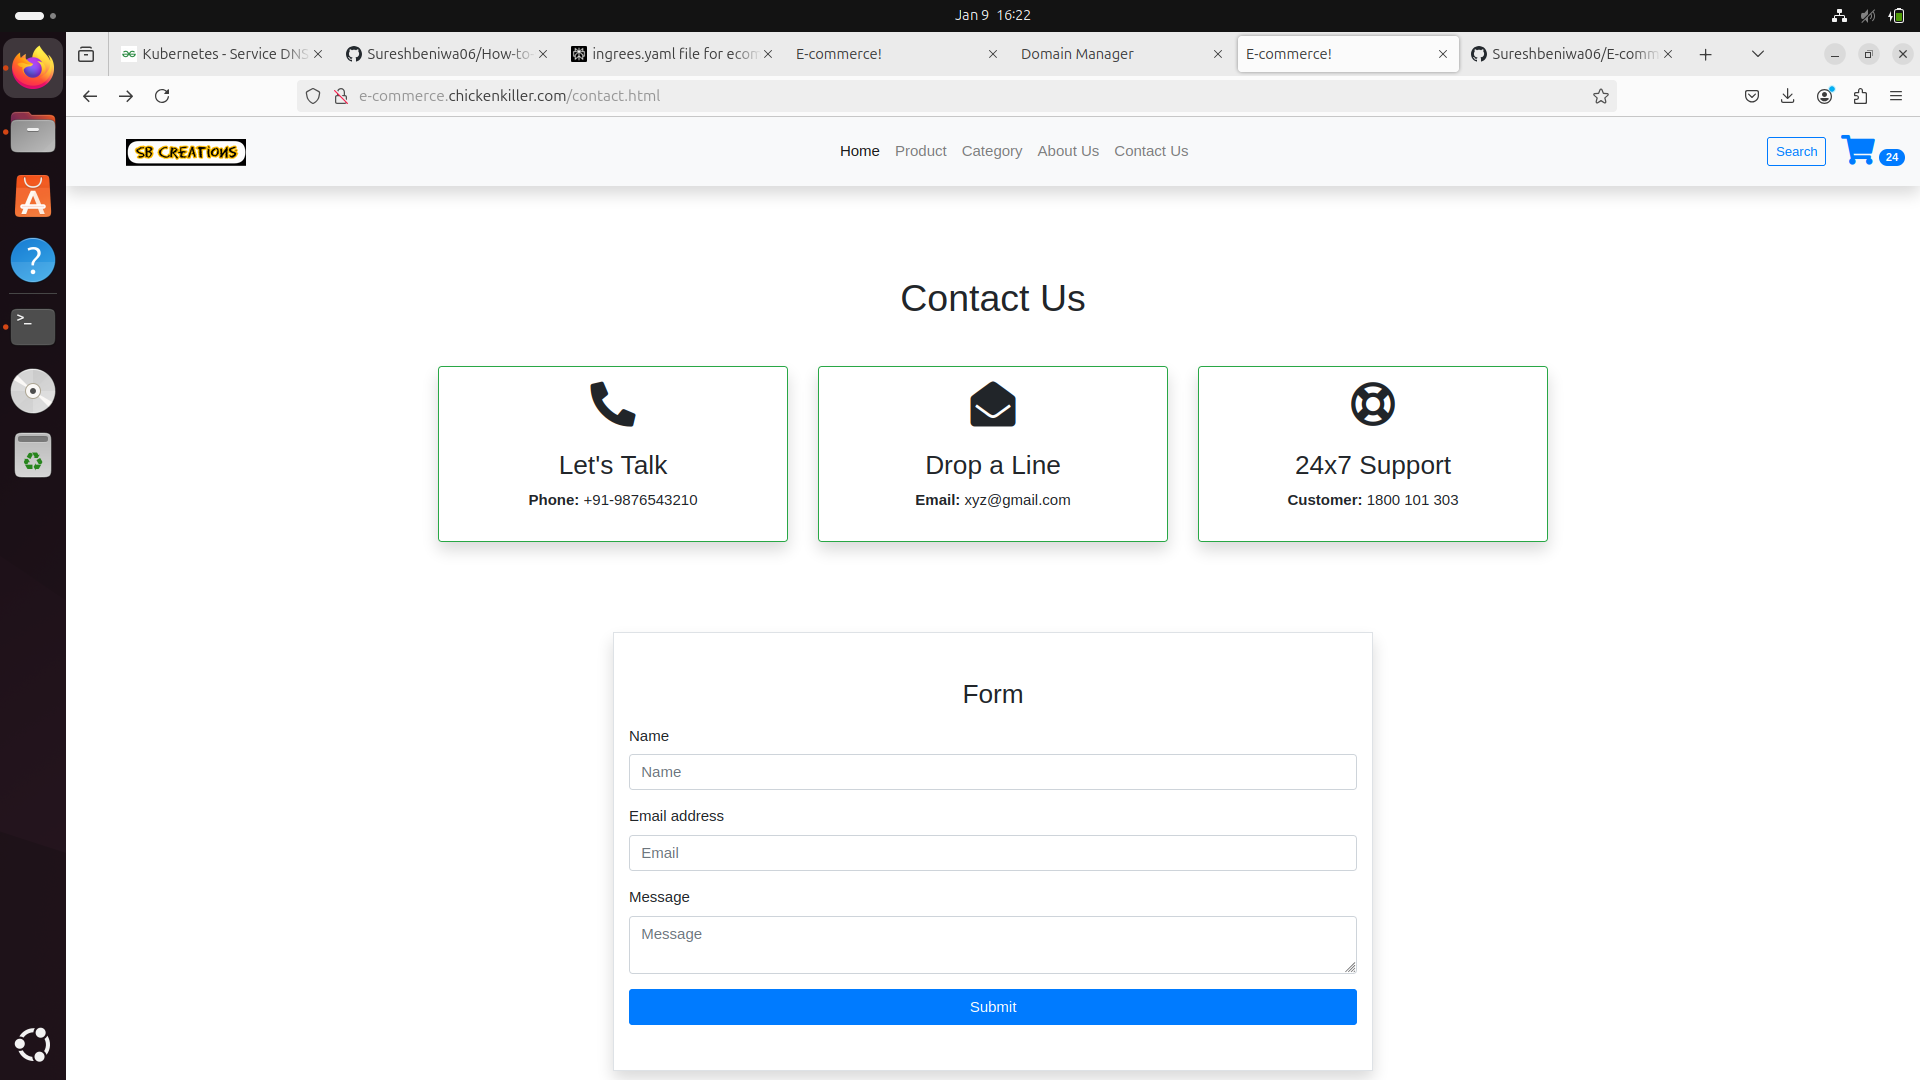 Jan 9 16:22
Kubernetes - Service DNS
Sureshbeniwa06/How-to-
ingrees.yaml file for ecom
E-commerce!
Domain Manager
E-commerce!
Sureshbeniwa06/E-comm
e-commerce.chickenkiller.com/contact.html
SB CREATIONS
Home
Product
Category
About Us
Contact Us
Search
24
Contact Us
Let's Talk
Phone: +91-9876543210
Drop a Line
Email: xyz@gmail.com
24x7 Support
Customer: 1800 101 303
Form
Name
Name
Email address
Email
Message
Message
Submit